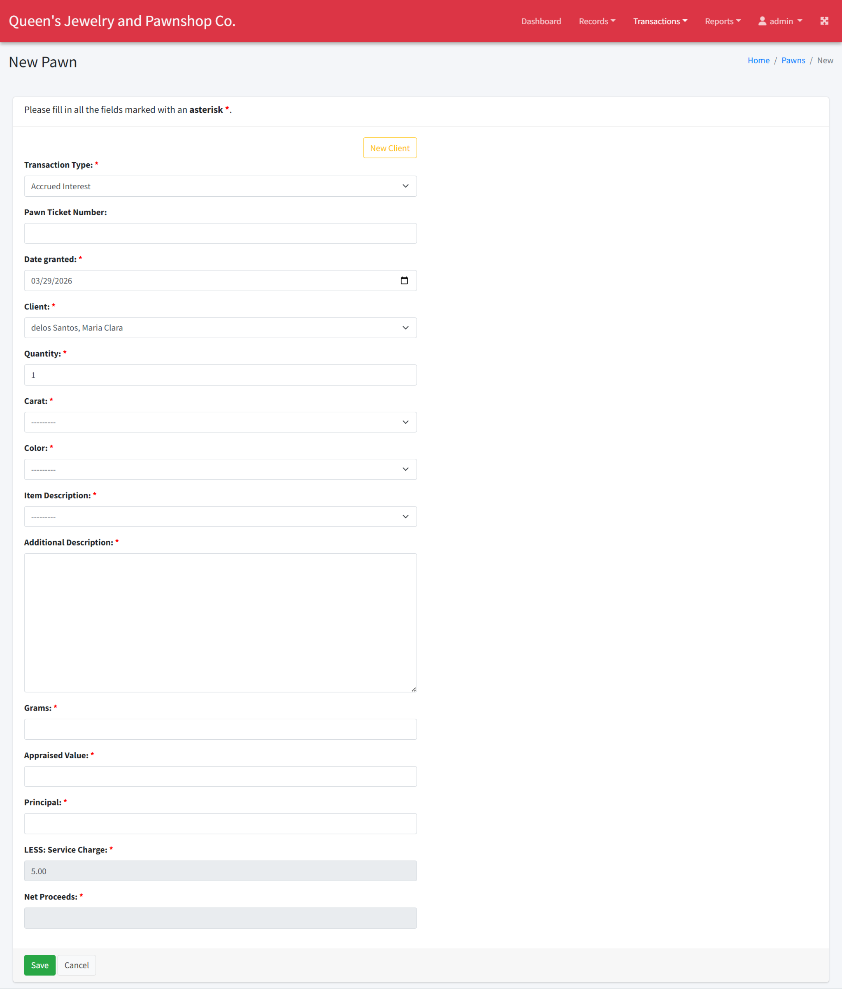 Queen's Jewelry and Pawnshop Co.
Dashboard Records Transactions Reports admin
New Pawn
Home / Pawns / New
Please fill in all the fields marked with an asterisk *.
New Client
Transaction Type: *
Accrued Interest
Pawn Ticket Number:
Date granted: *
03/29/2026
Client: *
delos Santos, Maria Clara
Quantity: *
1
Carat: *
---------
Color: *
---------
Item Description: *
---------
Additional Description: *
Grams: *
Appraised Value: *
Principal: *
LESS: Service Charge: *
5.00
Net Proceeds: *
Save Cancel